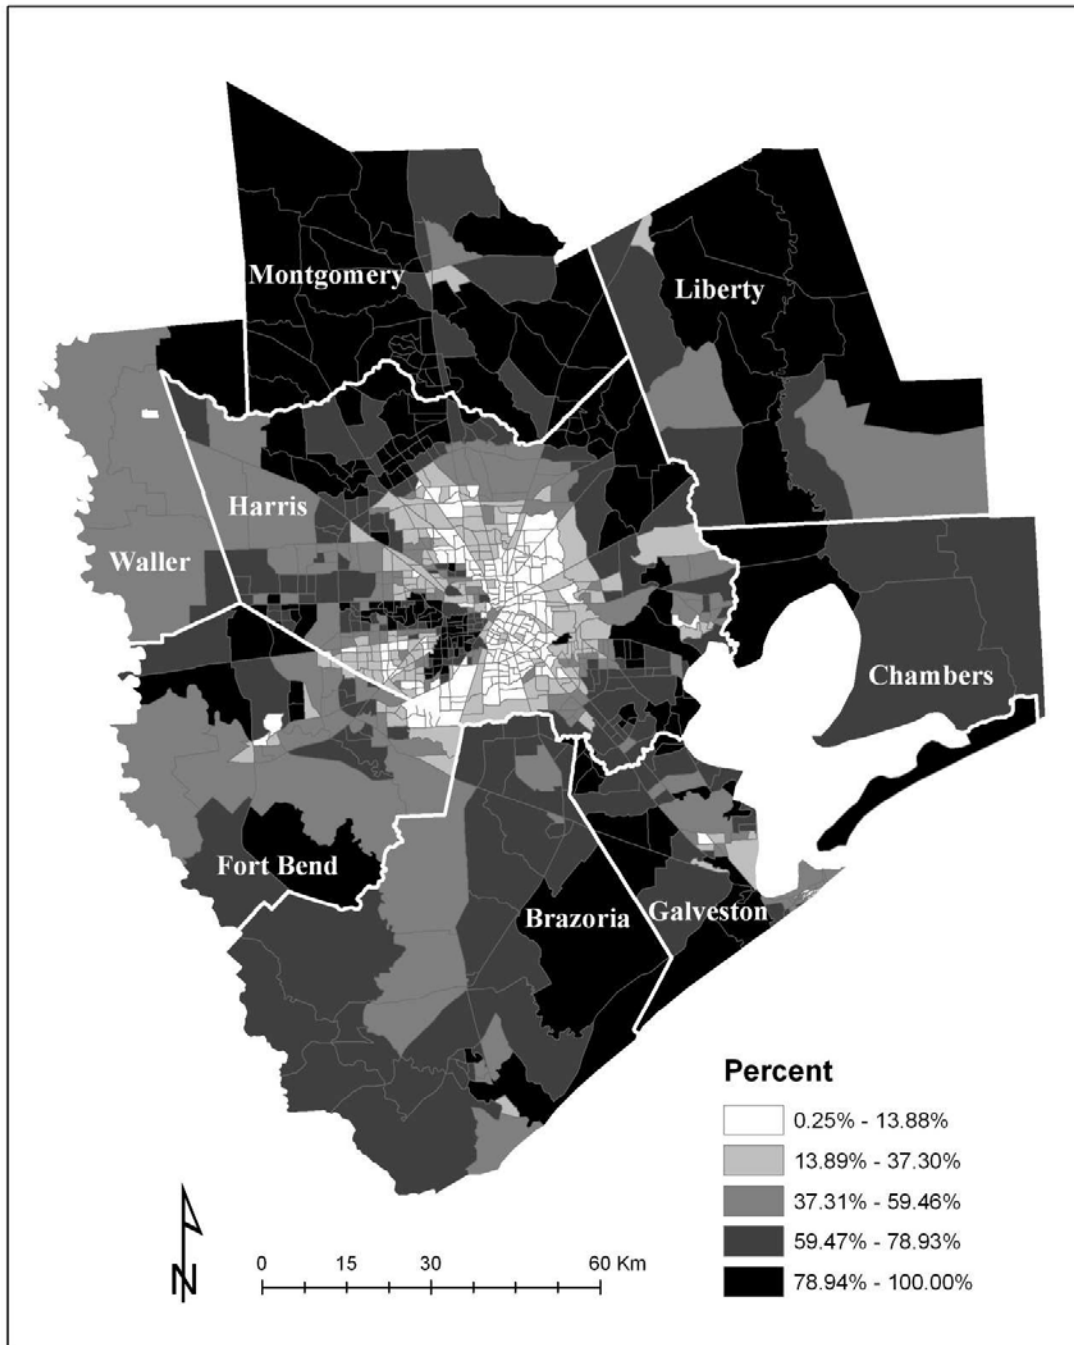 Montgomery
Liberty
Harris
Waller
Chambers
Fort Bend
Brazoria
Galveston
Percent
0.25% - 13.88%
13.89% - 37.30%
37.31% - 59.46%
59.47% - 78.93%
78.94% - 100.00%
N
0 15 30 60 Km